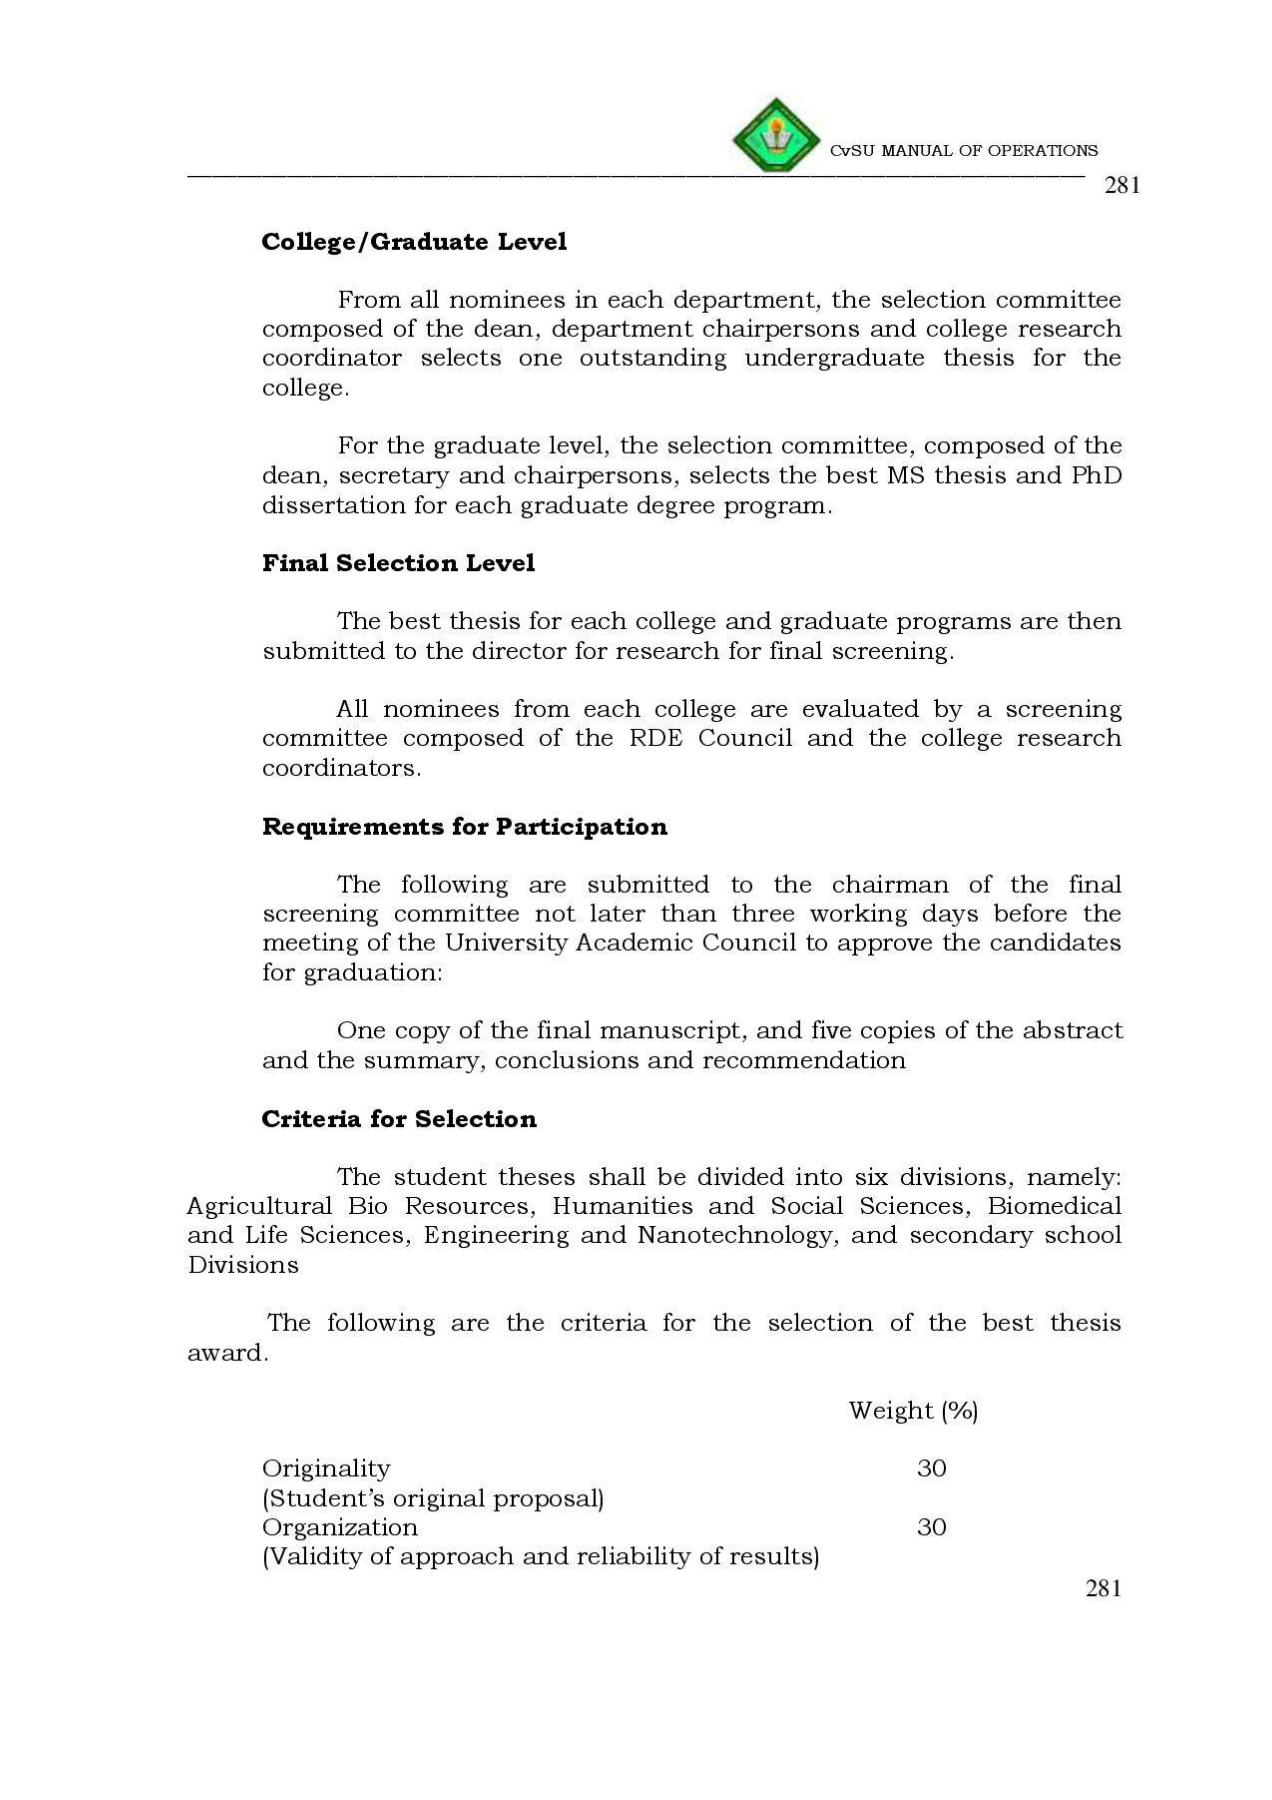 CvSU MANUAL OF OPERATIONS
281
College/Graduate Level
From all nominees in each department, the selection committee
composed of the dean, department chairpersons and college research
coordinator selects one outstanding undergraduate thesis for the
college.
For the graduate level, the selection committee, composed of the
dean, secretary and chairpersons, selects the best MS thesis and PhD
dissertation for each graduate degree program.
Final Selection Level
The best thesis for each college and graduate programs are then
submitted to the director for research for final screening.
All nominees from each college are evaluated by a screening
committee composed of the RDE Council and the college research
coordinators.
Requirements for Participation
The following are submitted to the chairman of the final
screening committee not later than three working days before the
meeting of the University Academic Council to approve the candidates
for graduation:
One copy of the final manuscript, and five copies of the abstract
and the summary, conclusions and recommendation
Criteria for Selection
The student theses shall be divided into six divisions, namely:
Agricultural Bio Resources, Humanities and Social Sciences, Biomedical
and Life Sciences, Engineering and Nanotechnology, and secondary school
Divisions
The following are the criteria for the selection of the best thesis
award.
Weight (%)
Originality 30
(Student’s original proposal)
Organization 30
(Validity of approach and reliability of results)
281